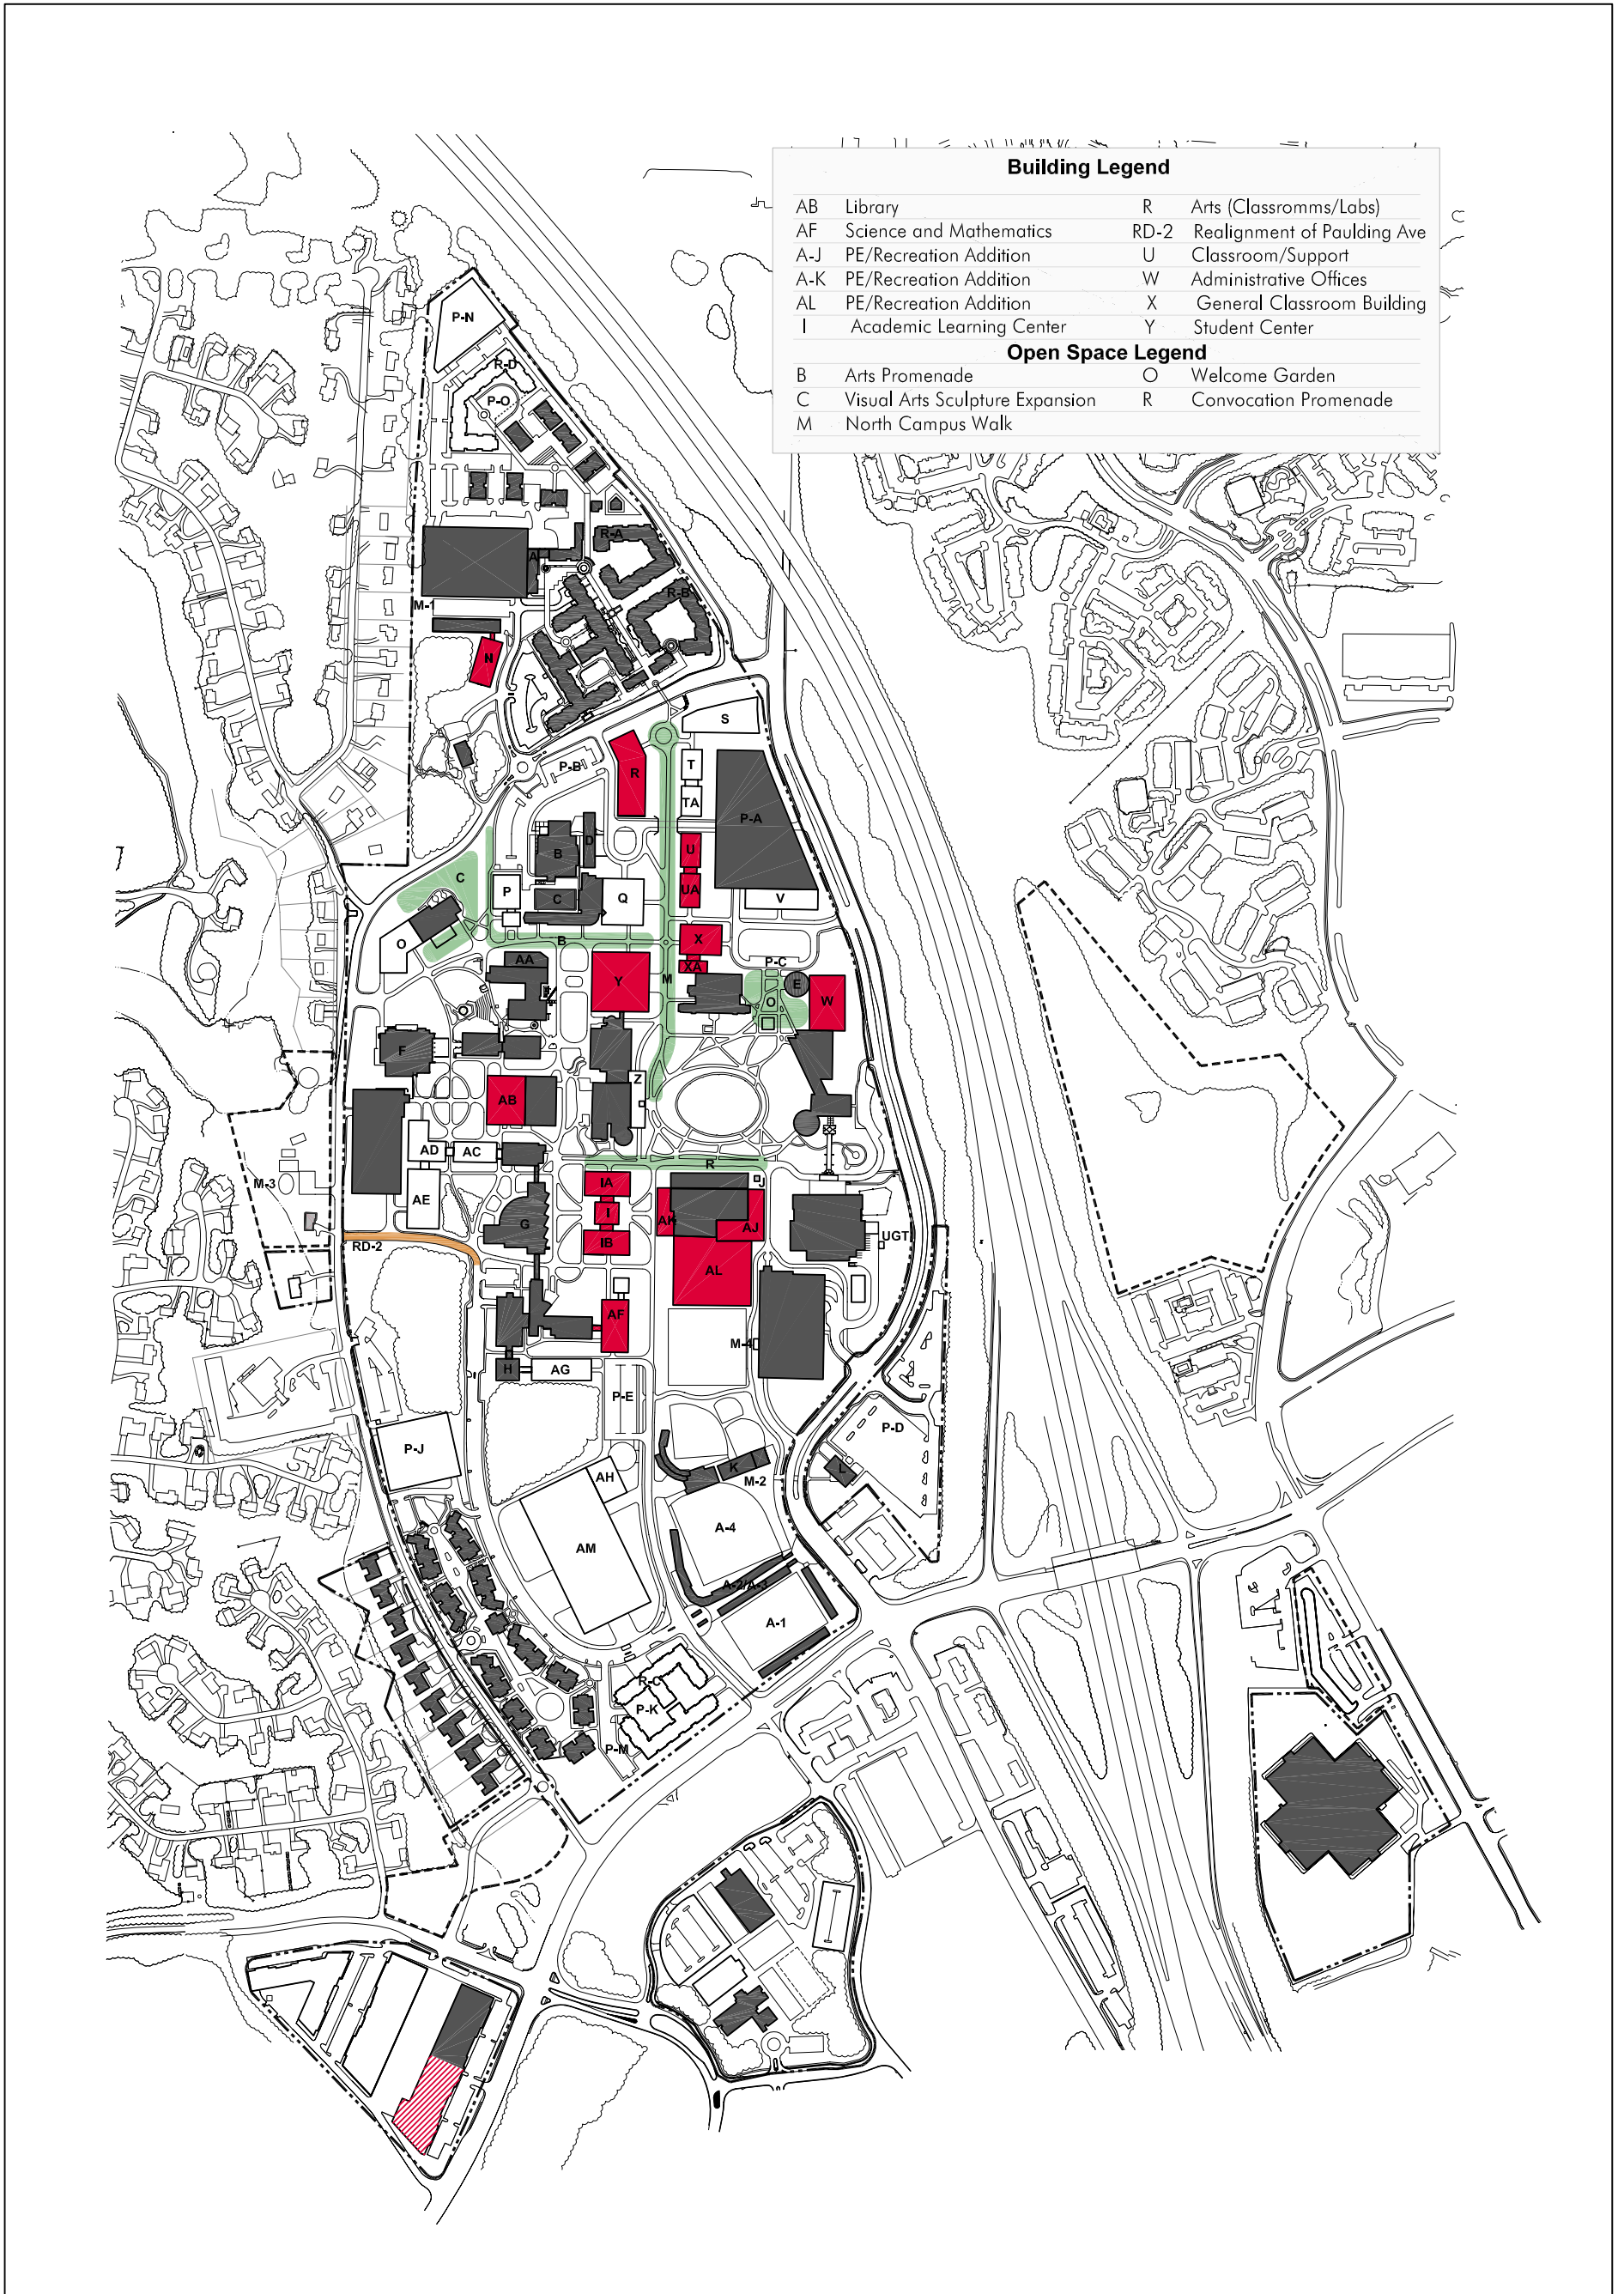 Building Legend
AB Library R Arts (Classromms/Labs)
AF Science and Mathematics RD-2 Realignment of Paulding Ave
A-J PE/Recreation Addition U Classroom/Support
A-K PE/Recreation Addition W Administrative Offices
AL PE/Recreation Addition X General Classroom Building
I Academic Learning Center Y Student Center
Open Space Legend
B Arts Promenade O Welcome Garden
C Visual Arts Sculpture Expansion R Convocation Promenade
M North Campus Walk
P-N
R-D
P-O
R-A
A
R-B
M-1
N
S
P-B
R
T
TA
P-A
D
U
B
C
P
UA
C
Q
V
O
B
X
AA
P-C
XA
Y
M
E
O
W
F
Z
AB
AD
AC
R
M-3
IA
J
AE
I
AK
G
AJ
RD-2
IB
UGT
AL
AF
M-4
H
AG
P-E
P-D
P-J
K
L
AH
M-2
A-4
AM
A-2/A-3
A-1
R-C
P-K
P-M